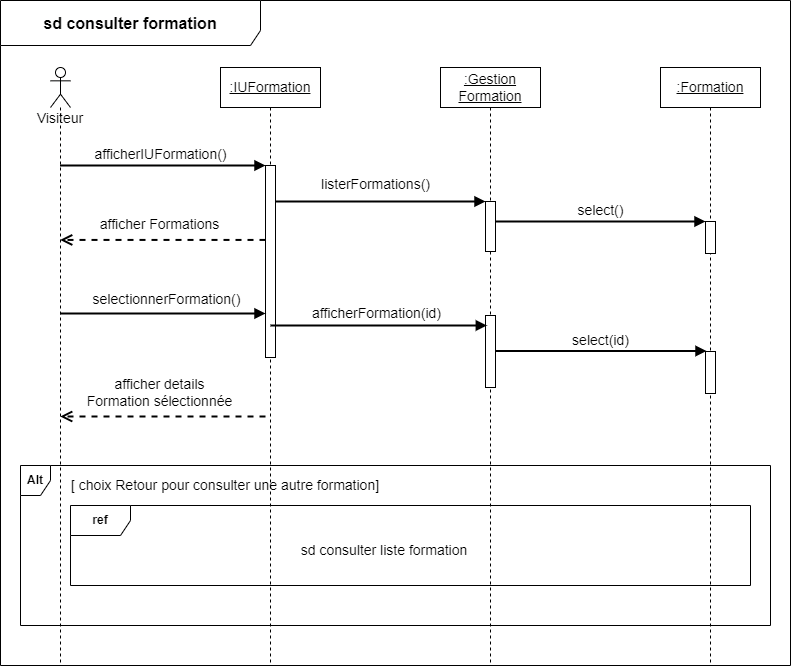 sd consulter formation
Visiteur
:IUFormation
:Gestion
Formation
:Formation
afficherIUFormation()
listerFormations()
select()
afficher Formations
selectionnerFormation()
afficherFormation(id)
select(id)
afficher details
Formation sélectionnée
Alt
[ choix Retour pour consulter une autre formation]
ref
sd consulter liste formation